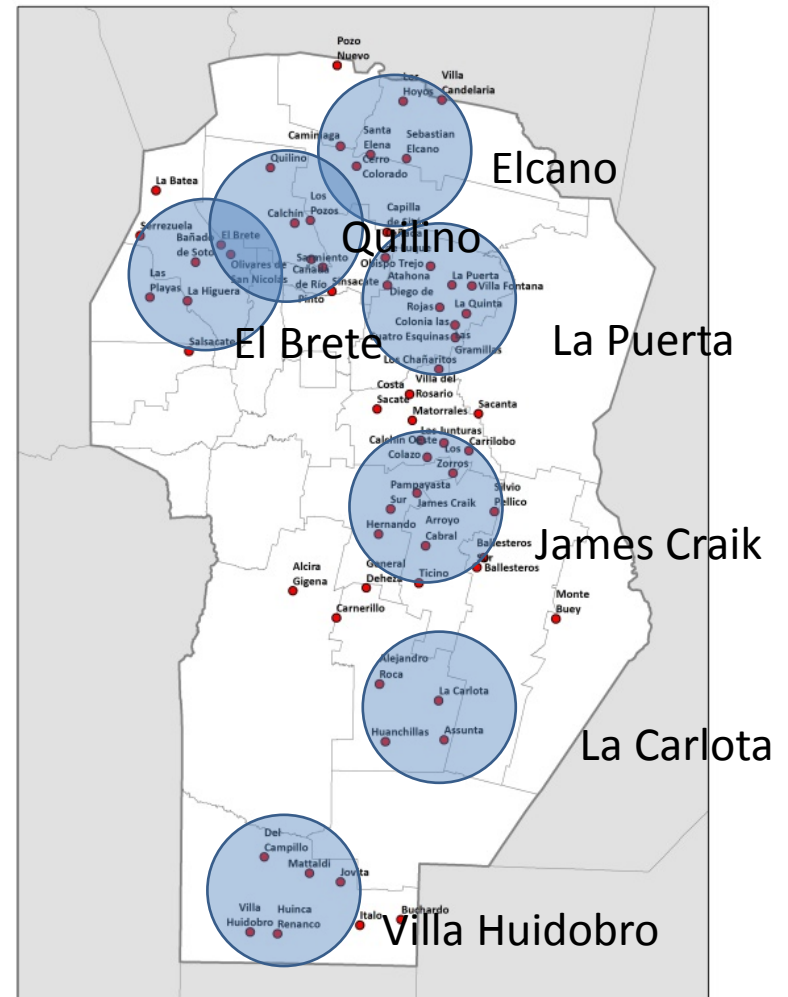 Pozo
Nuevo
Los
Hoyos
Villa
Candelaria
Caminiaga
Santa
Elena
Sebastian
Elcano
Cerro
Colorado
Elcano
Quilino
La Batea
Los
Pozos
Calchín
Capilla
de
Quilino
Serrezuela
Bañado
de Soto
El Brete
Olivares de
San Nicolas
Sarmiento
Cañada
de Río
Pinto
Sinsacate
Obispo Trejo
Atahona
La Puerta
Villa Fontana
Las
Playas
La Higuera
Diego de
Rojas
La Quinta
Colonia las
Cuatro Esquinas
Las
Gramillas
Salsacate
El Brete
La Puerta
Los Chañaritos
Costa
Sacate
Villa del
Rosario
Matorrales
Sacanta
Las Junturas
Calchin Oeste
Carrilobo
Colazo
Los
Zorros
Pampayasta
Sur
James Craik
Silvio
Pellico
Hernando
Arroyo
Cabral
Ballesteros
Sur
Ballesteros
James Craik
Alcira
Gigena
General
Deheza
Ticino
Carnerillo
Monte
Buey
Alejandro
Roca
La Carlota
Huanchillas
Assunta
La Carlota
Del
Campillo
Mattaldi
Jovita
Villa
Huidobro
Huinca
Renanco
Italo
Buchardo
Villa Huidobro